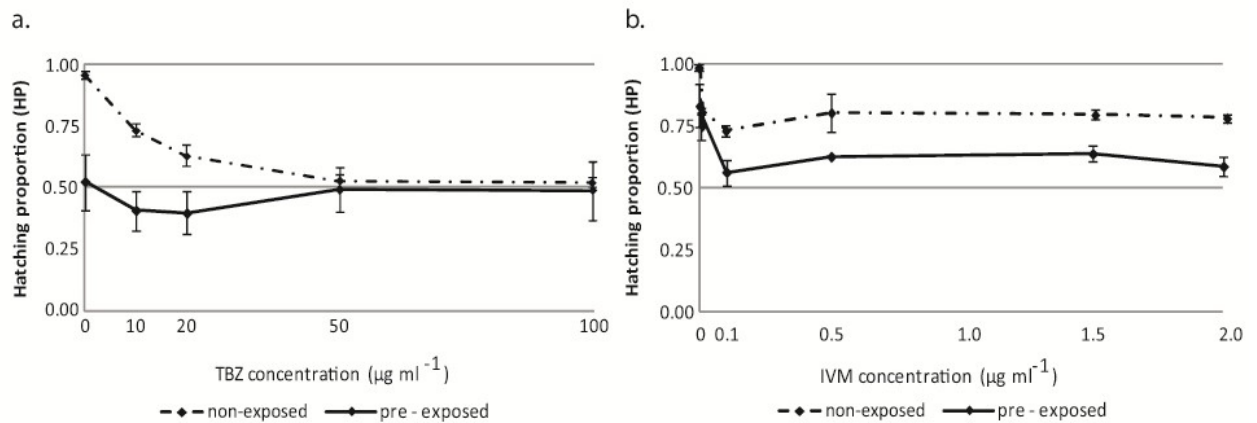 a.
Hatching proportion (HP)
1.00
0.75
0.50
0.25
0.00
0 10 20 50 100
TBZ concentration (µg ml⁻¹)
non-exposed pre - exposed
b.
Hatching proportion (HP)
1.00
0.75
0.50
0.25
0.00
0 0.1 0.5 1.0 1.5 2.0
IVM concentration (µg ml⁻¹)
non-exposed pre - exposed